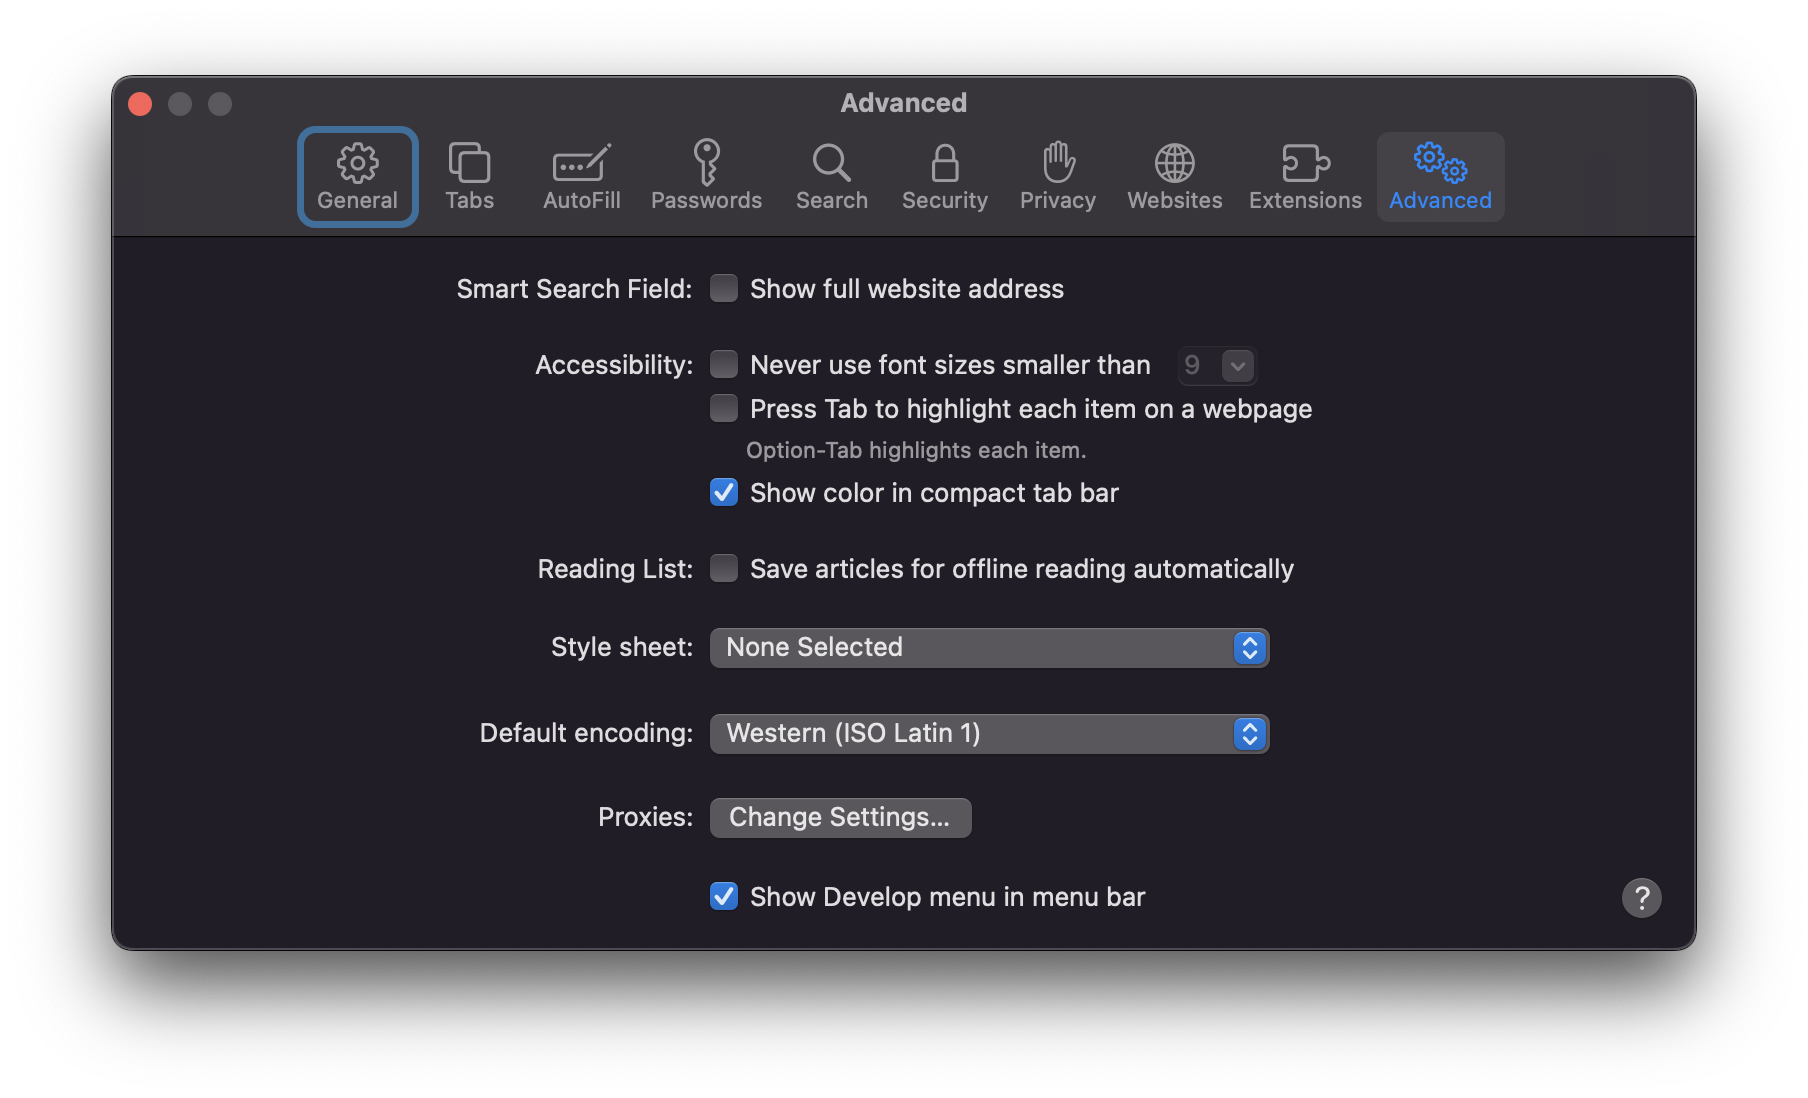 Advanced
General Tabs AutoFill Passwords Search Security Privacy Websites Extensions Advanced
Smart Search Field: Show full website address
Accessibility: Never use font sizes smaller than 9
Press Tab to highlight each item on a webpage
Option-Tab highlights each item.
Show color in compact tab bar
Reading List: Save articles for offline reading automatically
Style sheet: None Selected
Default encoding: Western (ISO Latin 1)
Proxies: Change Settings...
Show Develop menu in menu bar
?